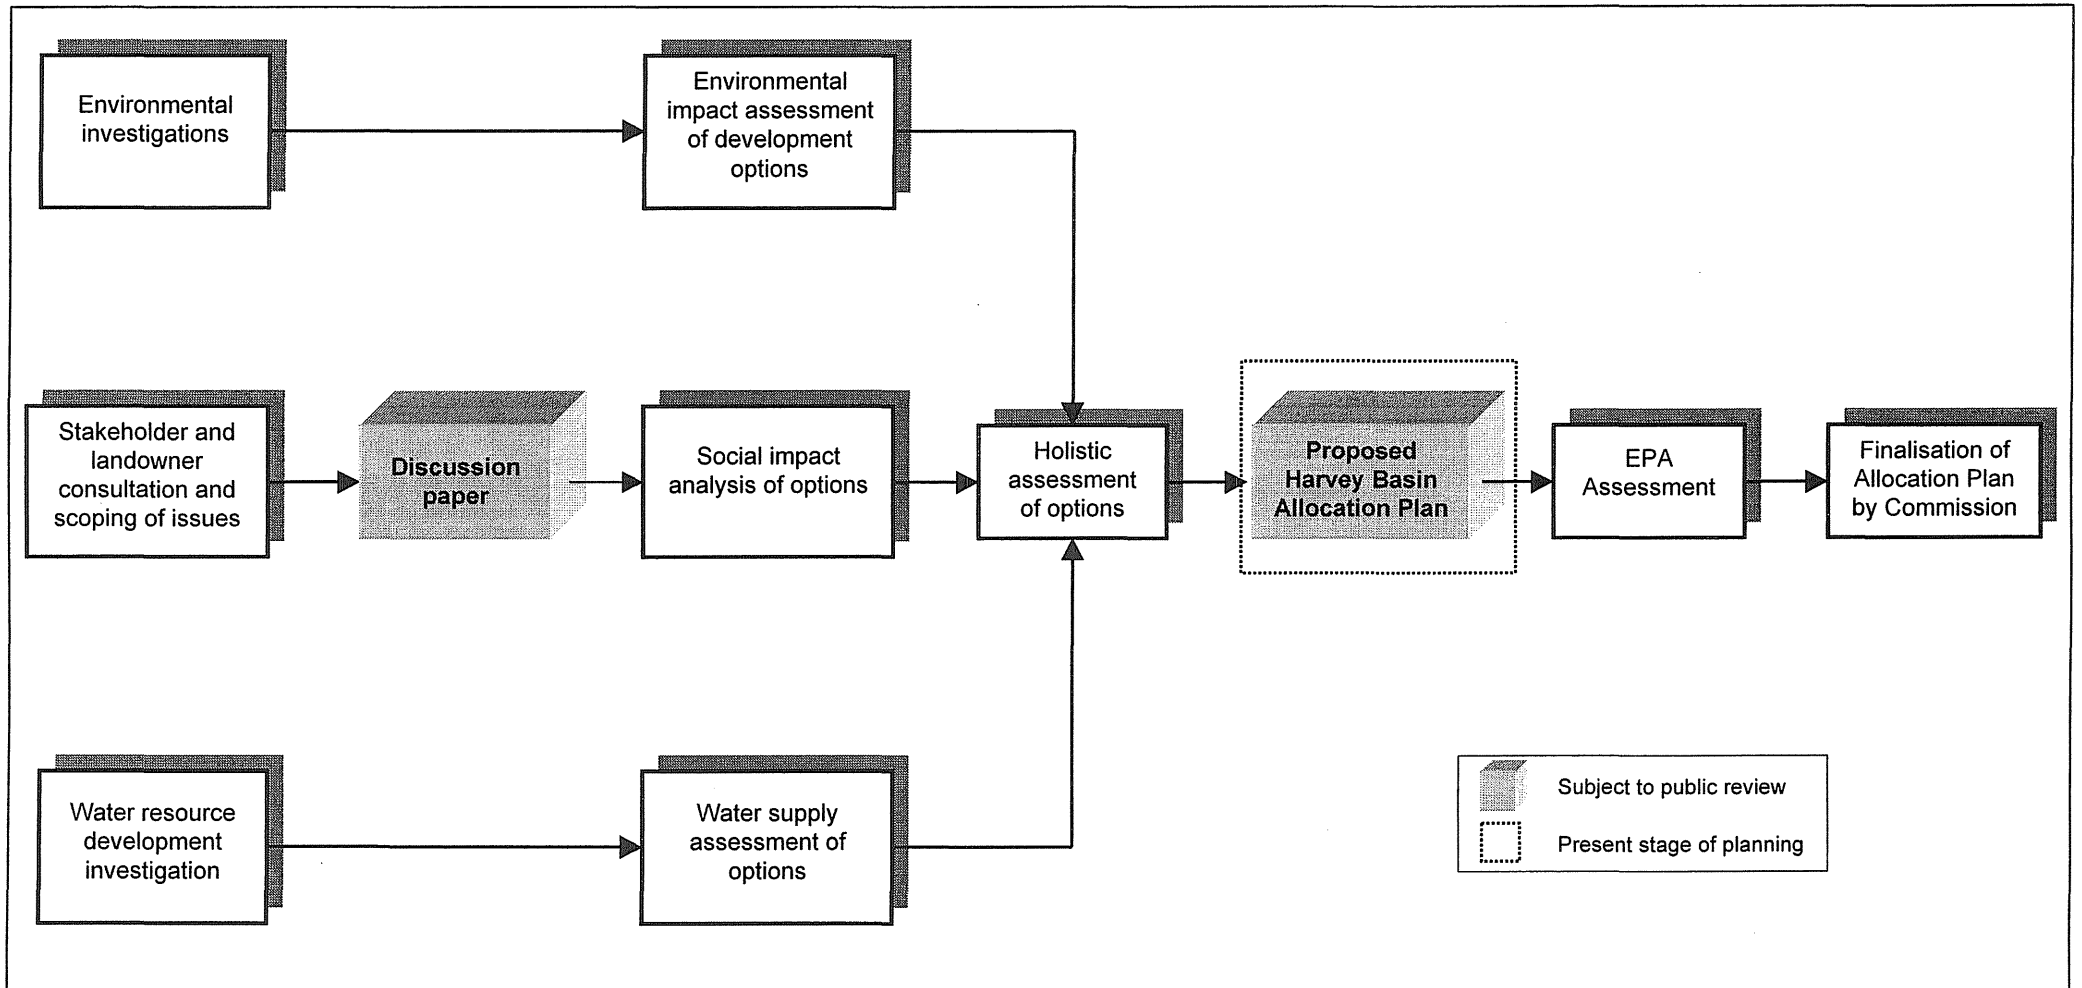 Environmental
investigations
Environmental
impact assessment
of development
options
Stakeholder and
landowner
consultation and
scoping of issues
Discussion
paper
Social impact
analysis of options
Holistic
assessment
of options
Proposed
Harvey Basin
Allocation Plan
EPA
Assessment
Finalisation of
Allocation Plan
by Commission
Water resource
development
investigation
Water supply
assessment of
options
Subject to public review
Present stage of planning